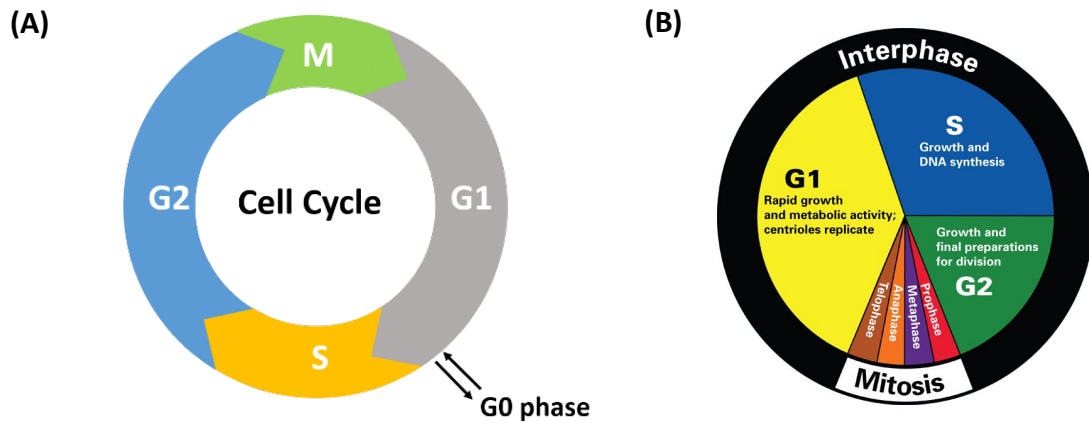 (A)
M
G2
Cell Cycle
G1
S
G0 phase
(B)
Interphase
S
Growth and
DNA synthesis
G1
Rapid growth
and metabolic activity;
centrioles replicate
Growth and
final preparations
for division
G2
Telophase
Anaphase
Metaphase
Prophase
Mitosis